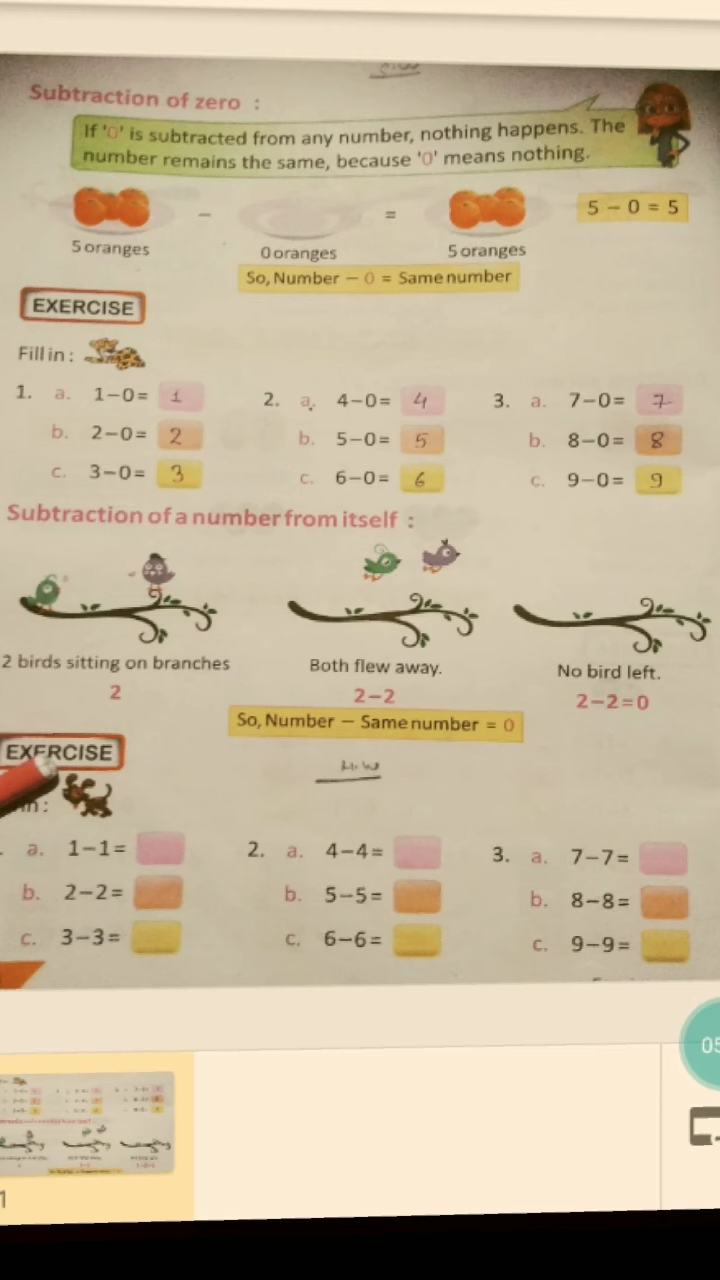 Subtraction of zero :
If '0' is subtracted from any number, nothing happens. The
number remains the same, because '0' means nothing.
– = 5 – 0 = 5
5 oranges 0 oranges 5 oranges
So, Number – 0 = Same number
EXERCISE
Fill in :
1. a. 1–0= 1 2. a. 4–0= 4 3. a. 7–0= 7
b. 2–0= 2 b. 5–0= 5 b. 8–0= 8
c. 3–0= 3 c. 6–0= 6 c. 9–0= 9
Subtraction of a number from itself :
2 birds sitting on branches Both flew away. No bird left.
2 2–2 2–2=0
So, Number – Same number = 0
EXERCISE
H.W
in :
a. 1–1= 2. a. 4–4= 3. a. 7–7=
b. 2–2= b. 5–5= b. 8–8=
c. 3–3= c. 6–6= c. 9–9=
05
1